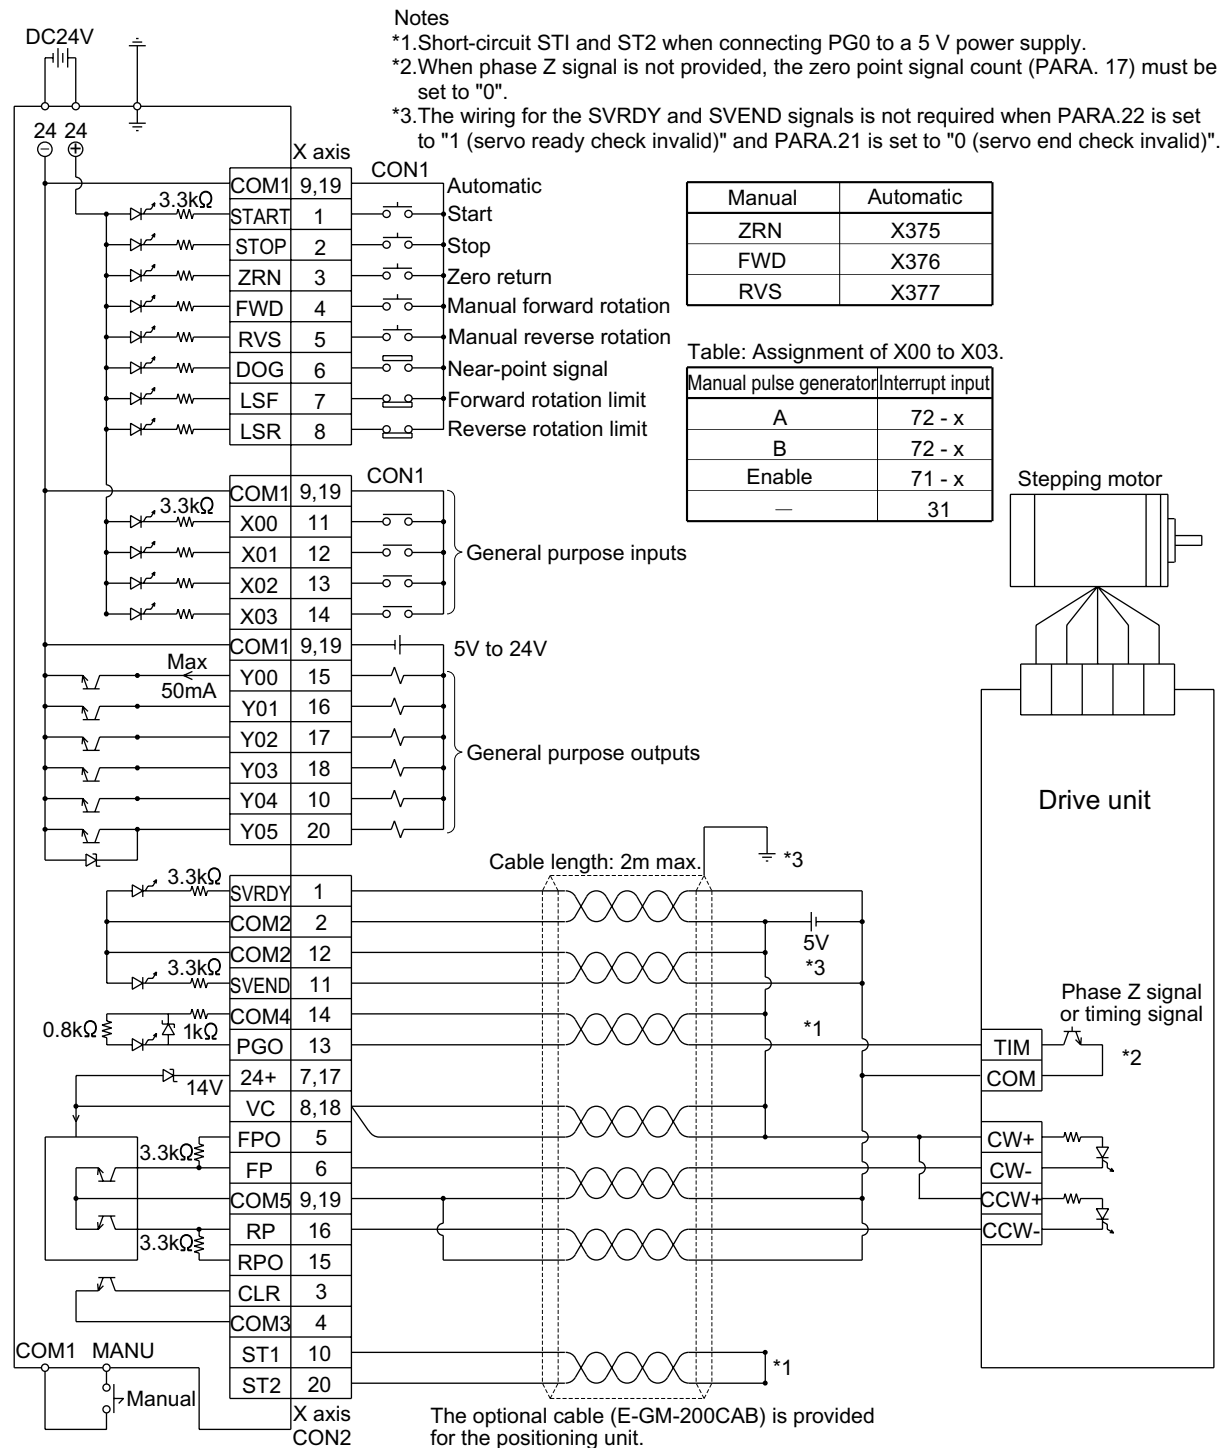 Notes
*1.Short-circuit STI and ST2 when connecting PG0 to a 5 V power supply.
*2.When phase Z signal is not provided, the zero point signal count (PARA. 17) must be
set to "0".
*3.The wiring for the SVRDY and SVEND signals is not required when PARA.22 is set
to "1 (servo ready check invalid)" and PARA.21 is set to "0 (servo end check invalid)".
DC24V
24 24
X axis
CON1
COM1 9,19 Automatic
3.3kΩ START 1 Start
STOP 2 Stop
ZRN 3 Zero return
FWD 4 Manual forward rotation
RVS 5 Manual reverse rotation
DOG 6 Near-point signal
LSF 7 Forward rotation limit
LSR 8 Reverse rotation limit
Manual Automatic
ZRN X375
FWD X376
RVS X377
Table: Assignment of X00 to X03.
Manual pulse generator Interrupt input
A 72 - x
B 72 - x
Enable 71 - x
— 31
CON1
COM1 9,19
3.3kΩ X00 11
X01 12
General purpose inputs
X02 13
X03 14
COM1 9,19 5V to 24V
Max
50mA
Y00 15
Y01 16
Y02 17
General purpose outputs
Y03 18
Y04 10
Y05 20
Stepping motor
Drive unit
Cable length: 2m max.
*3
3.3kΩ SVRDY 1
COM2 2
5V
*3
COM2 12
3.3kΩ SVEND 11
COM4 14
*1
0.8kΩ 1kΩ
PGO 13
24+ 7,17
14V
VC 8,18
FPO 5
3.3kΩ
FP 6
COM5 9,19
RP 16
3.3kΩ
RPO 15
CLR 3
COM3 4
ST1 10
*1
ST2 20
Phase Z signal
or timing signal
TIM
*2
COM
CW+
CW-
CCW+
CCW-
COM1 MANU
Manual
X axis
CON2
The optional cable (E-GM-200CAB) is provided
for the positioning unit.